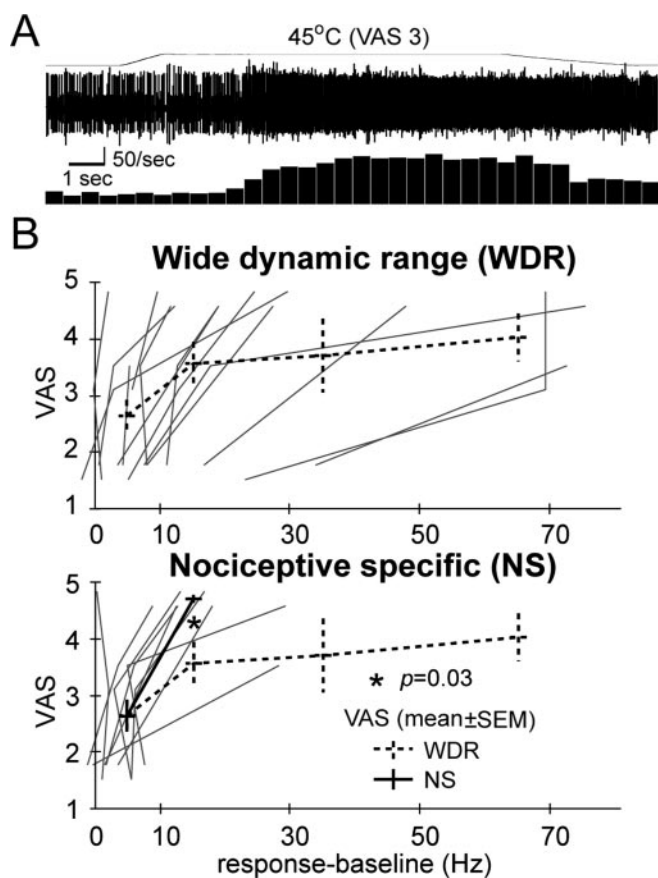 A
45°C (VAS 3)
50/sec
1 sec
B
Wide dynamic range (WDR)
5
4
3
2
1
VAS
0 10 30 50 70
Nociceptive specific (NS)
5
4
3
2
1
VAS
*
* p=0.03
VAS (mean±SEM)
WDR
NS
0 10 30 50 70
response-baseline (Hz)